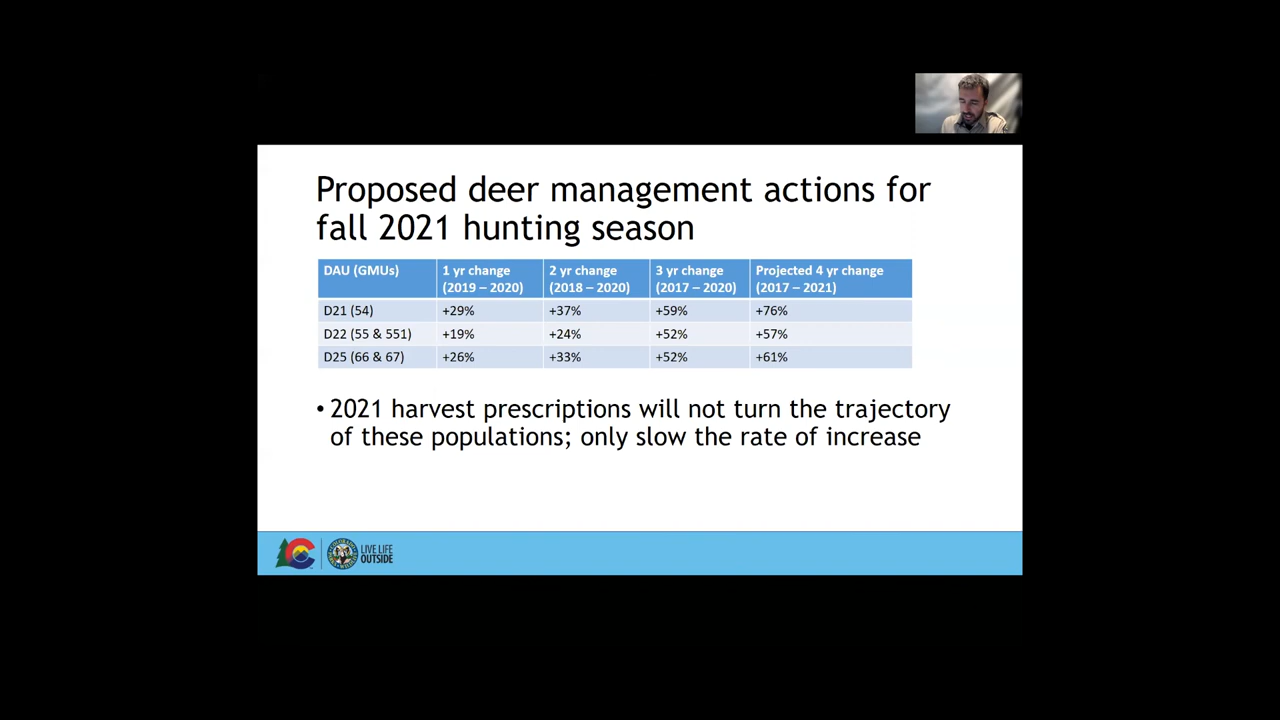 Proposed deer management actions for
fall 2021 hunting season
DAU (GMUs) 1 yr change 2 yr change 3 yr change Projected 4 yr change
(2019 – 2020) (2018 – 2020) (2017 – 2020) (2017 – 2021)
D21 (54) +29% +37% +59% +76%
D22 (55 & 551) +19% +24% +52% +57%
D25 (66 & 67) +26% +33% +52% +61%
• 2021 harvest prescriptions will not turn the trajectory
of these populations; only slow the rate of increase
LIVE LIFE
OUTSIDE